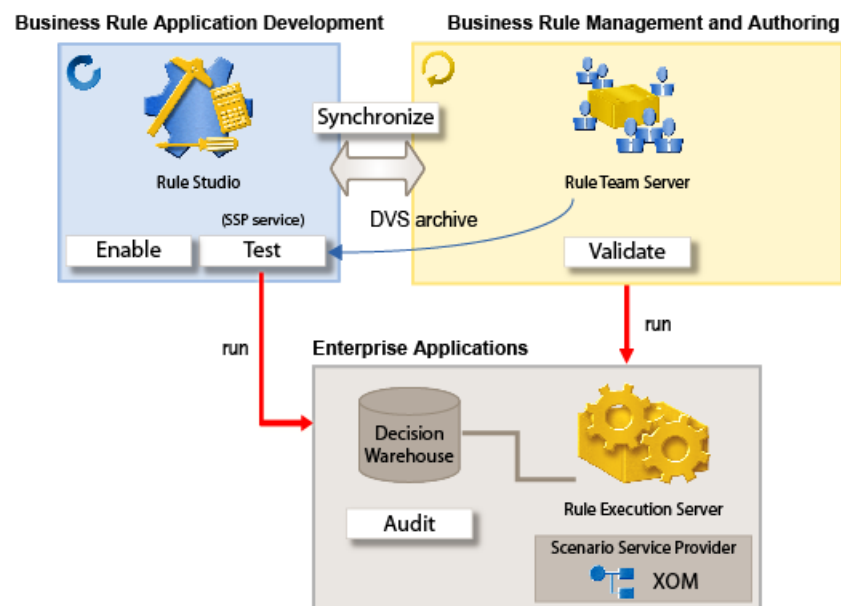 Business Rule Application Development
Business Rule Management and Authoring
Synchronize
Rule Studio
Rule Team Server
(SSP service)
DVS archive
Enable
Test
Validate
run
run
Enterprise Applications
Decision
Warehouse
Audit
Rule Execution Server
Scenario Service Provider
XOM